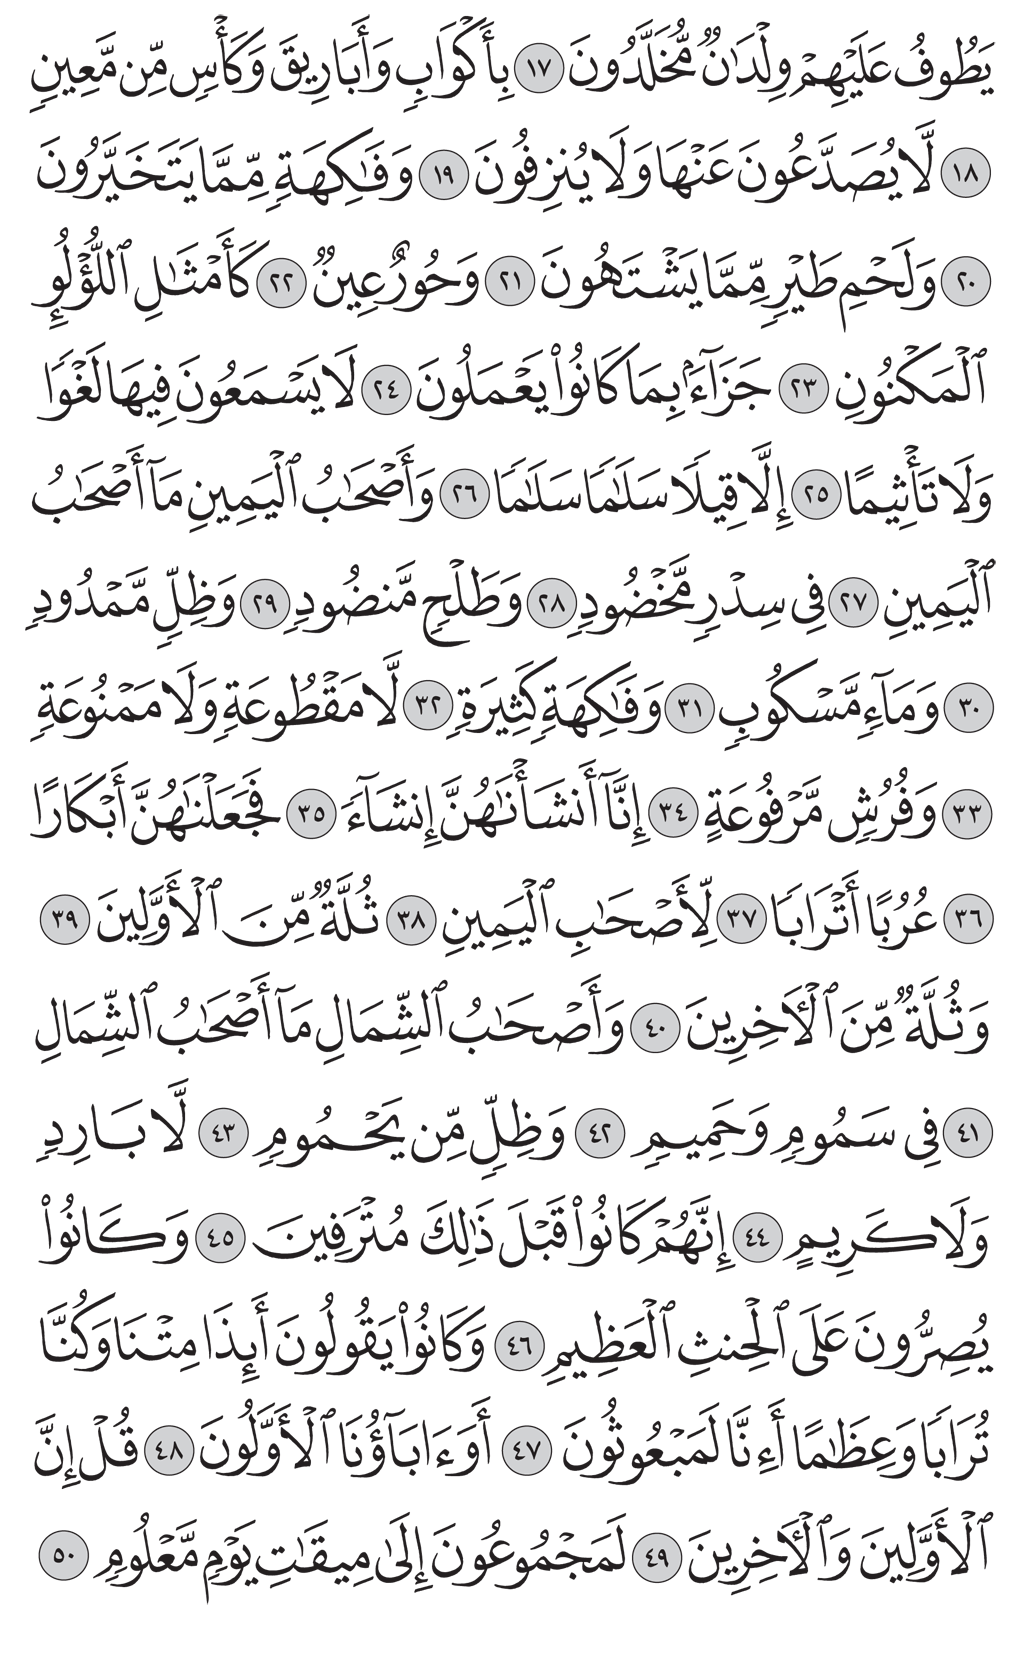 يَطُوفُ عَلَيْهِمْ وِلْدَٰنٌ مُّخَلَّدُونَ ١٧ بِأَكْوَابٍ وَأَبَارِيقَ وَكَأْسٍ مِّن مَّعِينٍ
١٨ لَّا يُصَدَّعُونَ عَنْهَا وَلَا يُنزِفُونَ ١٩ وَفَٰكِهَةٍ مِّمَّا يَتَخَيَّرُونَ
٢٠ وَلَحْمِ طَيْرٍ مِّمَّا يَشْتَهُونَ ٢١ وَحُورٌ عِينٌ ٢٢ كَأَمْثَٰلِ ٱللُّؤْلُؤِ
ٱلْمَكْنُونِ ٢٣ جَزَآءًۢ بِمَا كَانُوا۟ يَعْمَلُونَ ٢٤ لَا يَسْمَعُونَ فِيهَا لَغْوًا
وَلَا تَأْثِيمًا ٢٥ إِلَّا قِيلًا سَلَٰمًا سَلَٰمًا ٢٦ وَأَصْحَٰبُ ٱلْيَمِينِ مَآ أَصْحَٰبُ
ٱلْيَمِينِ ٢٧ فِى سِدْرٍ مَّخْضُودٍ ٢٨ وَطَلْحٍ مَّنضُودٍ ٢٩ وَظِلٍّ مَّمْدُودٍ
٣٠ وَمَآءٍ مَّسْكُوبٍ ٣١ وَفَٰكِهَةٍ كَثِيرَةٍ ٣٢ لَّا مَقْطُوعَةٍ وَلَا مَمْنُوعَةٍ
٣٣ وَفُرُشٍ مَّرْفُوعَةٍ ٣٤ إِنَّآ أَنشَأْنَٰهُنَّ إِنشَآءً ٣٥ فَجَعَلْنَٰهُنَّ أَبْكَارًا
٣٦ عُرُبًا أَتْرَابًا ٣٧ لِّأَصْحَٰبِ ٱلْيَمِينِ ٣٨ ثُلَّةٌ مِّنَ ٱلْأَوَّلِينَ ٣٩
وَثُلَّةٌ مِّنَ ٱلْءَاخِرِينَ ٤٠ وَأَصْحَٰبُ ٱلشِّمَالِ مَآ أَصْحَٰبُ ٱلشِّمَالِ
٤١ فِى سَمُومٍ وَحَمِيمٍ ٤٢ وَظِلٍّ مِّن يَحْمُومٍ ٤٣ لَّا بَارِدٍ
وَلَا كَرِيمٍ ٤٤ إِنَّهُمْ كَانُوا۟ قَبْلَ ذَٰلِكَ مُتْرَفِينَ ٤٥ وَكَانُوا۟
يُصِرُّونَ عَلَى ٱلْحِنثِ ٱلْعَظِيمِ ٤٦ وَكَانُوا۟ يَقُولُونَ أَئِذَا مِتْنَا وَكُنَّا
تُرَابًا وَعِظَٰمًا أَءِنَّا لَمَبْعُوثُونَ ٤٧ أَوَءَابَآؤُنَا ٱلْأَوَّلُونَ ٤٨ قُلْ إِنَّ
ٱلْأَوَّلِينَ وَٱلْءَاخِرِينَ ٤٩ لَمَجْمُوعُونَ إِلَىٰ مِيقَٰتِ يَوْمٍ مَّعْلُومٍ ٥٠